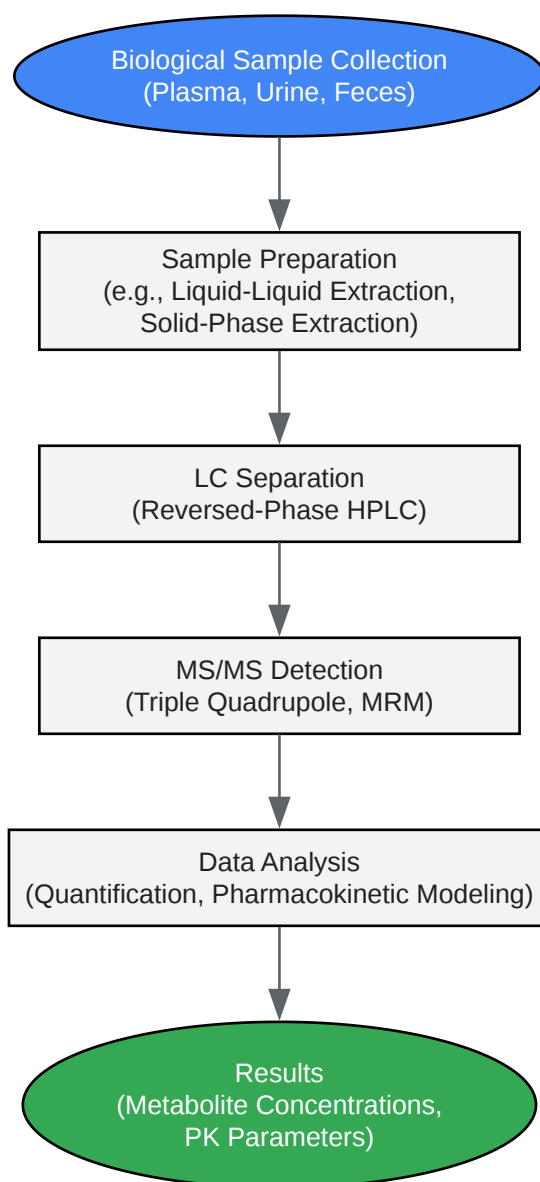 Biological Sample Collection
(Plasma, Urine, Feces)
Sample Preparation
(e.g., Liquid-Liquid Extraction,
Solid-Phase Extraction)
LC Separation
(Reversed-Phase HPLC)
MS/MS Detection
(Triple Quadrupole, MRM)
Data Analysis
(Quantification, Pharmacokinetic Modeling)
Results
(Metabolite Concentrations,
PK Parameters)